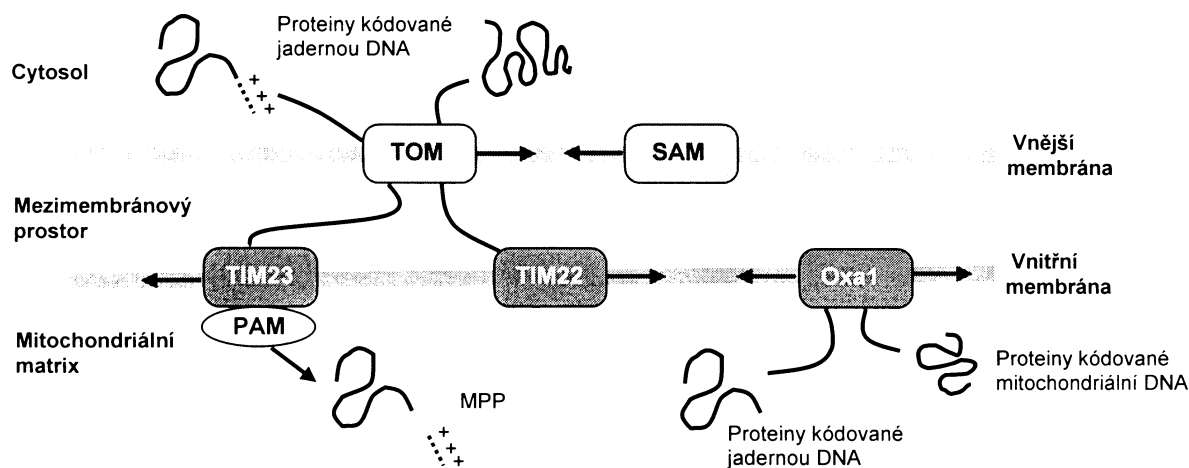 Proteiny kódované
jadernou DNA
Cytosol
+
+
+
TOM
SAM
Vnější
membrána
Mezimembránový
prostor
TIM23
TIM22
Oxa1
Vnitřní
membrána
PAM
Mitochondriální
matrix
Proteiny kódované
mitochondriální DNA
MPP
+
+
+
Proteiny kódované
jadernou DNA